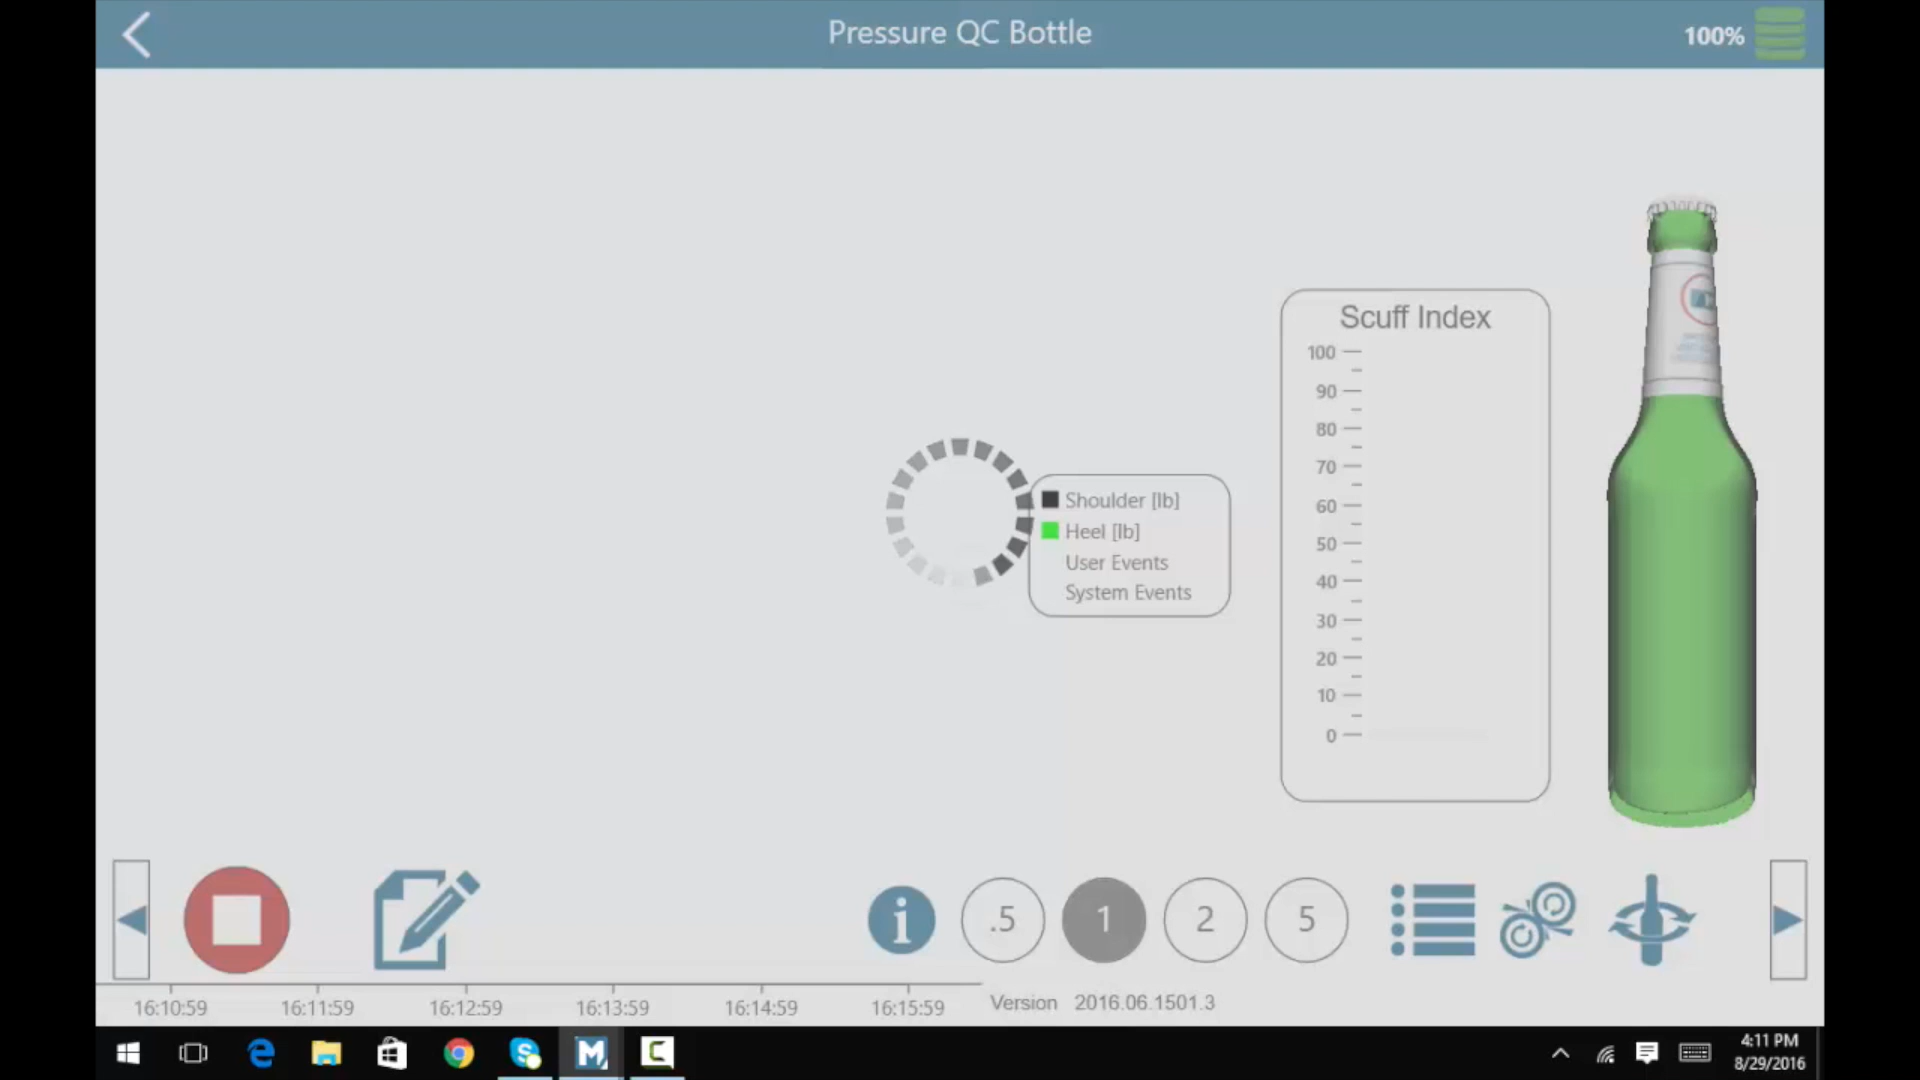 Pressure QC Bottle
100%
Scuff Index
100
90
80
70
60
50
40
30
20
10
0
Shoulder [lb]
Heel [lb]
User Events
System Events
i
.5
1
2
5
16:10:59
16:11:59
16:12:59
16:13:59
16:14:59
16:15:59
Version 2016.06.1501.3
4:11 PM
8/29/2016